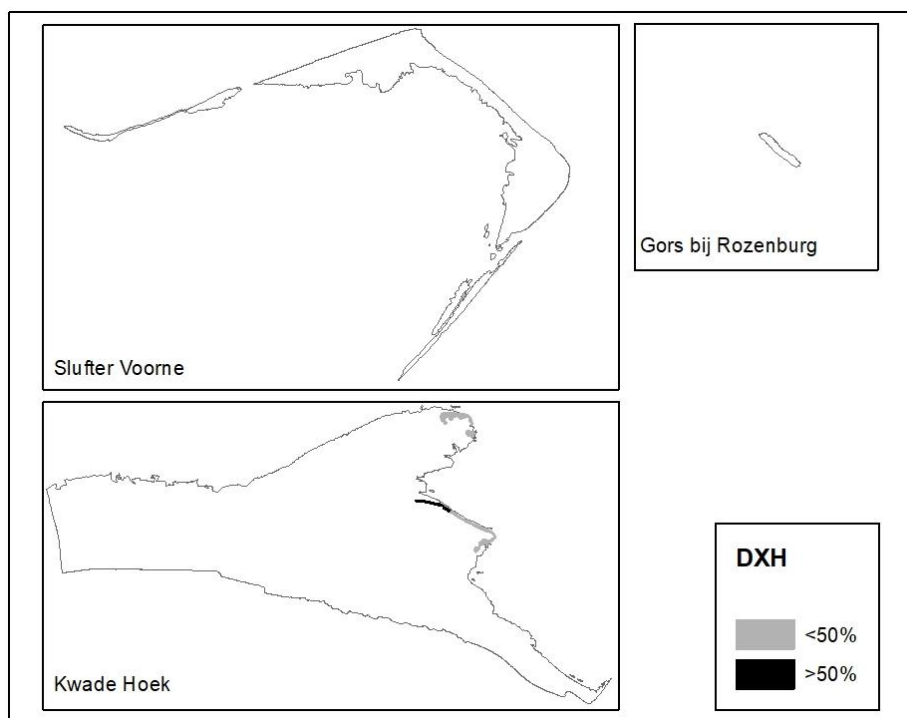 Slufter Voorne
Gors bij Rozenburg
Kwade Hoek
DXH
<50%
>50%